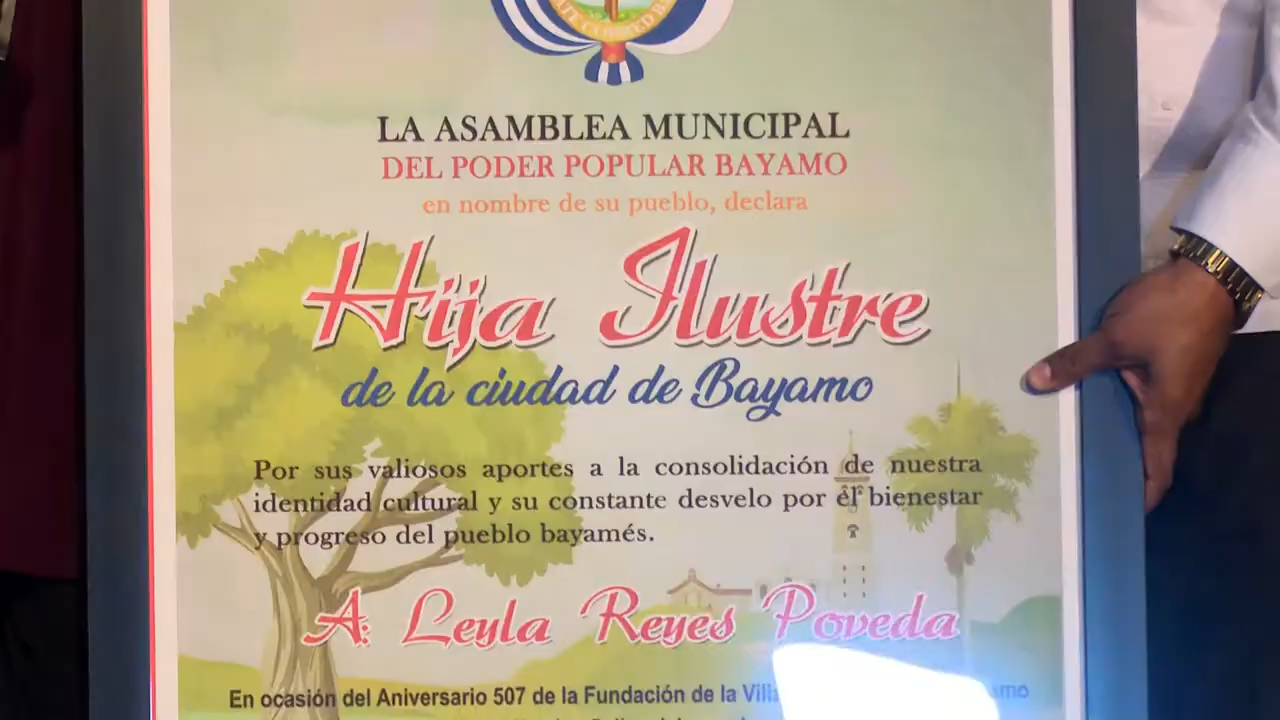 LA ASAMBLEA MUNICIPAL
DEL PODER POPULAR BAYAMO
en nombre de su pueblo, declara
Hija Ilustre
de la ciudad de Bayamo
Por sus valiosos aportes a la consolidación de nuestra
identidad cultural y su constante desvelo por el bienestar
y progreso del pueblo bayamés.
A: Leyla Reyes Poveda
En ocasión del Aniversario 507 de la Fundación de la Villa